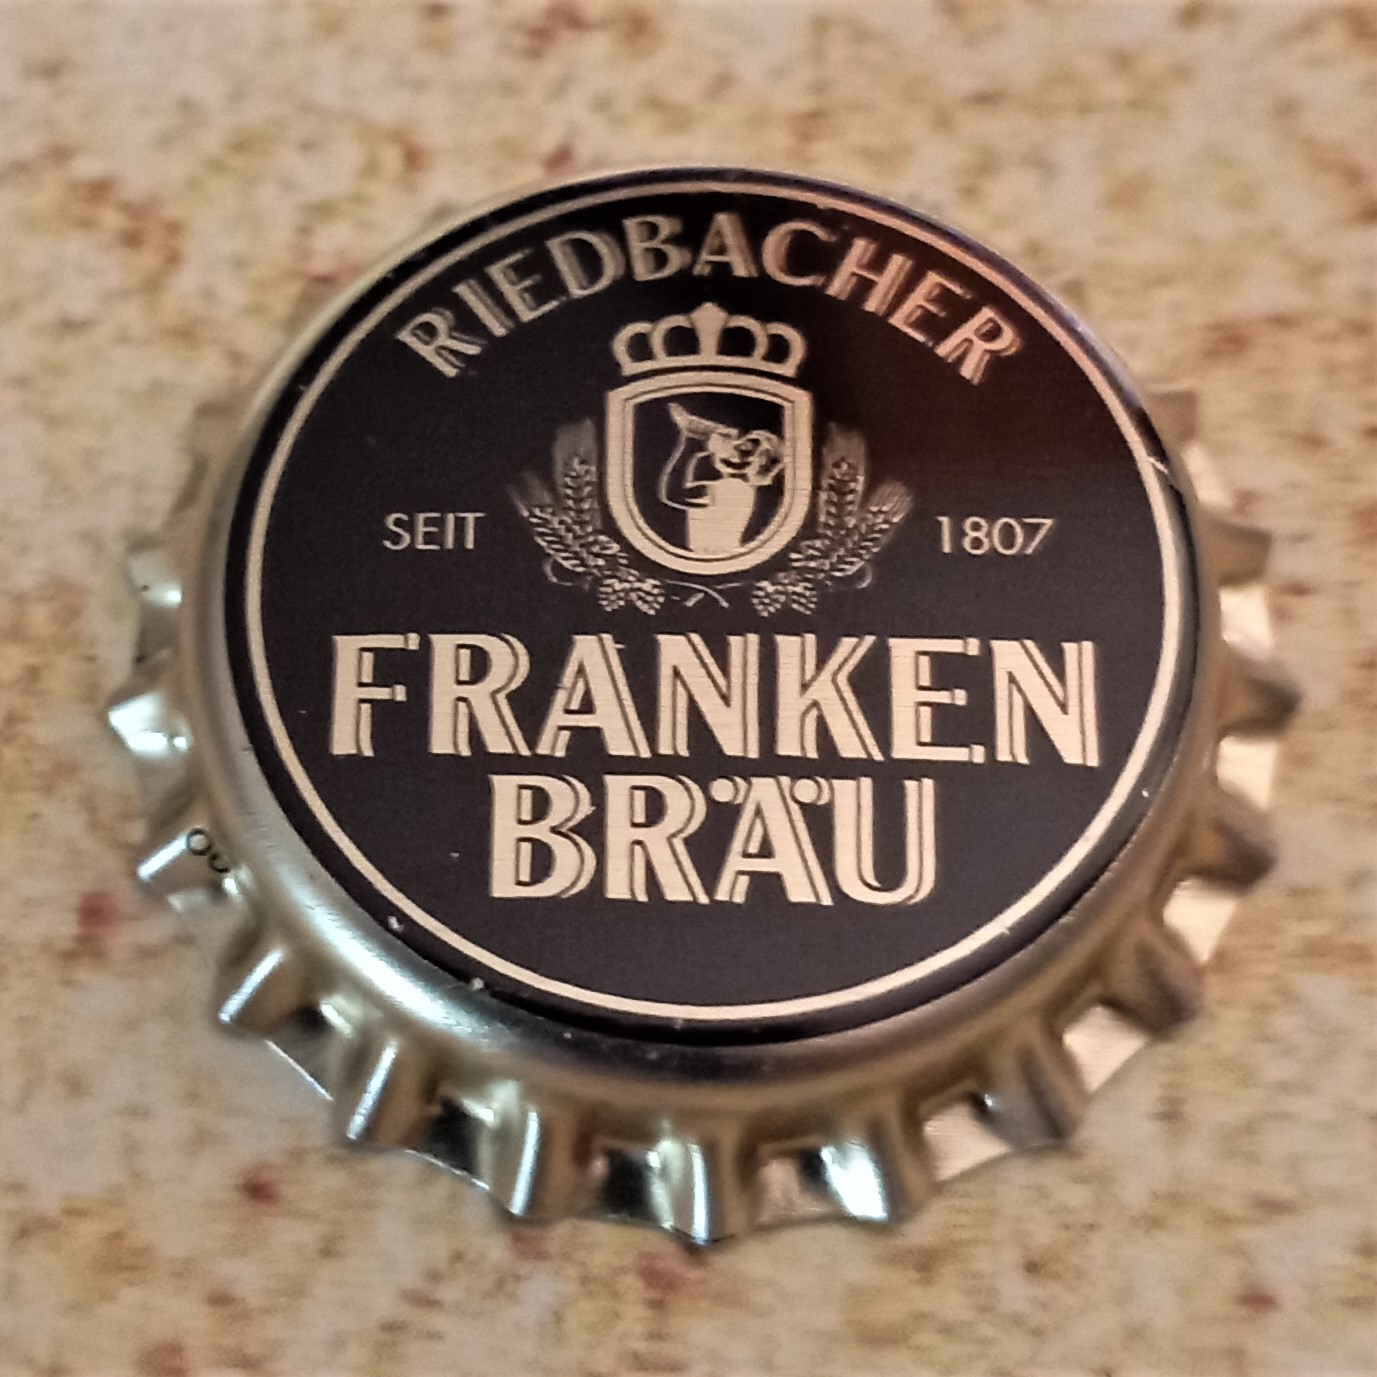 RIEDBACHER
SEIT 1807
FRANKEN
BRÄU